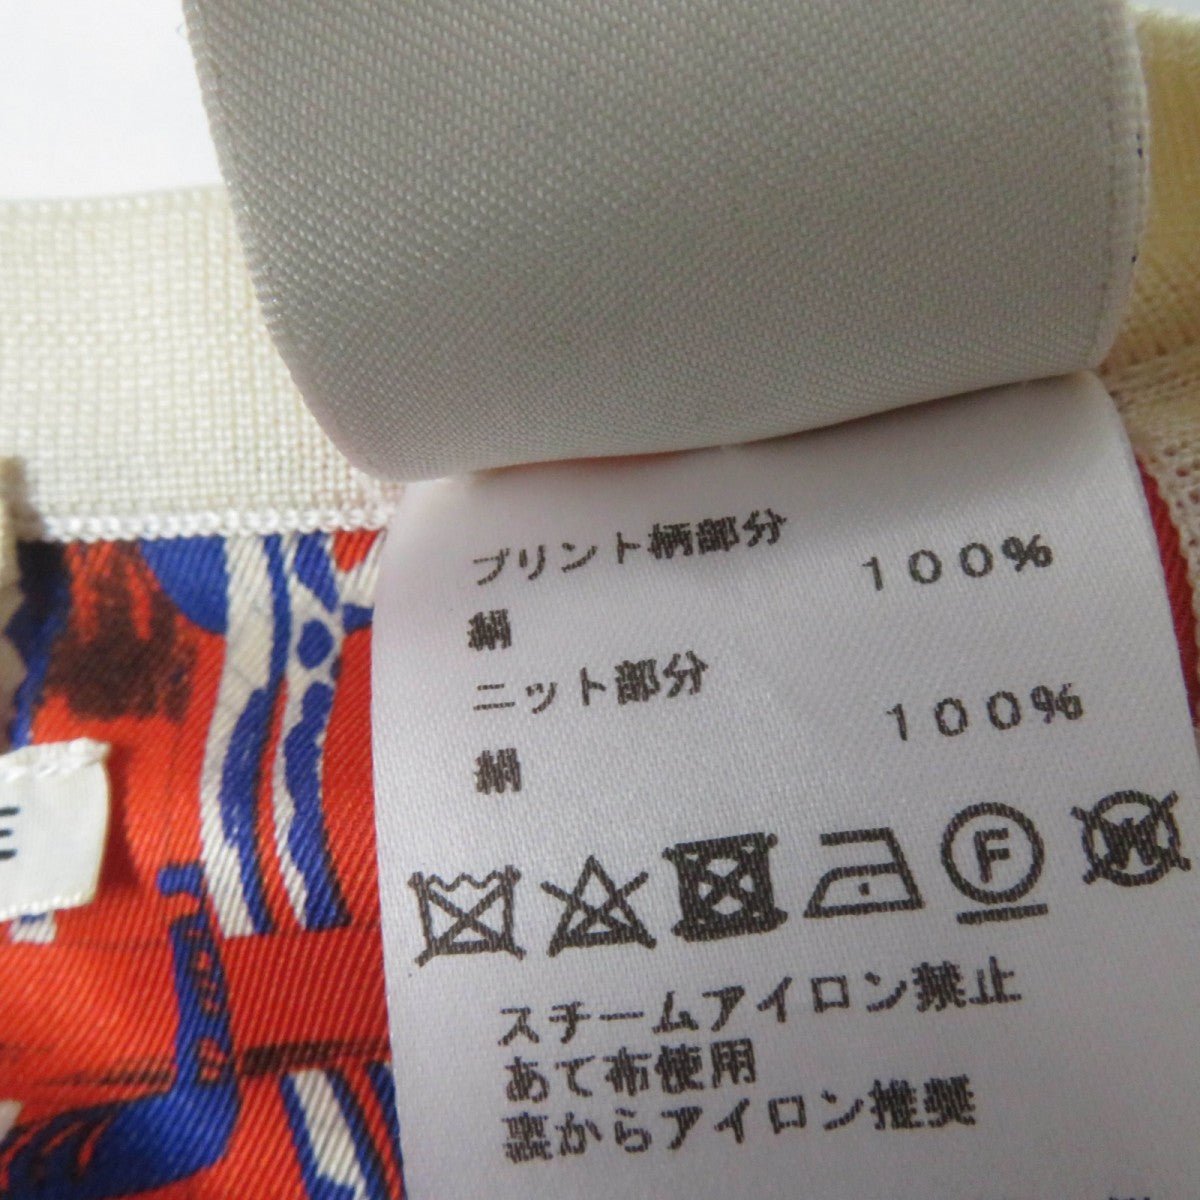 プリント柄部分
絹 100%
ニット部分
絹 100%
F W
スチームアイロン禁止
あて布使用
裏からアイロン推奨
E